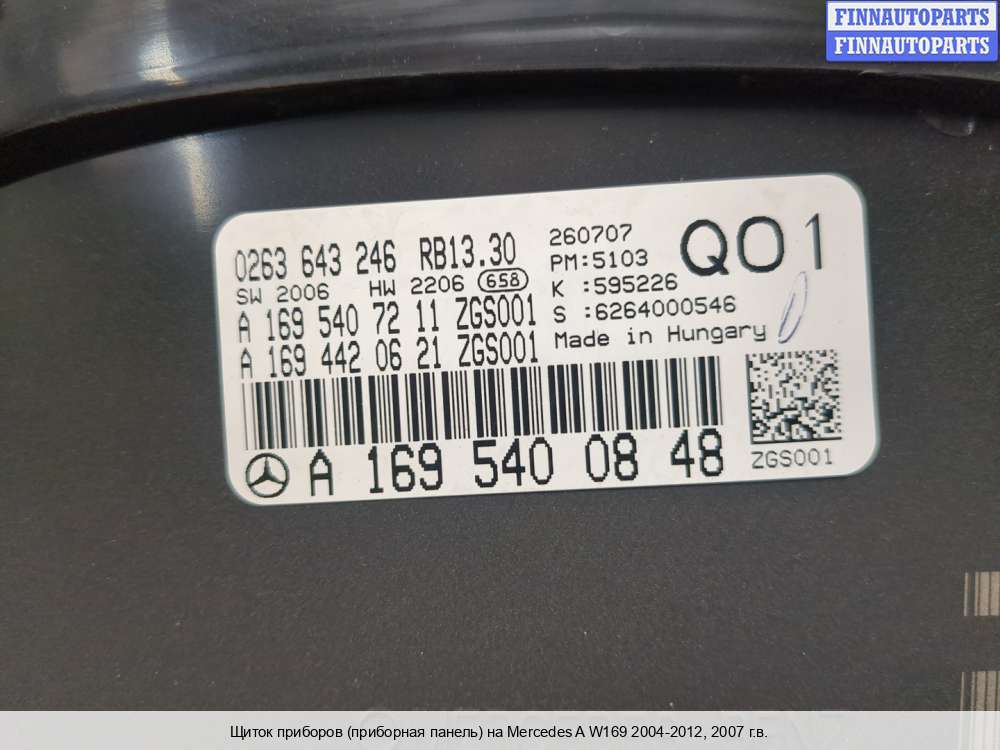 FINNAUTOPARTS
FINNAUTOPARTS
0263 643 246 RB13.30
SW 2006 HW 2206 658
A 169 540 72 11 ZGS001
A 169 442 06 21 ZGS001
260707
PM:5103
K :595226
S :6264000546
Made in Hungary
Q01
A 169 540 08 48
ZGS001
Щиток приборов (приборная панель) на Mercedes A W169 2004-2012, 2007 г.в.